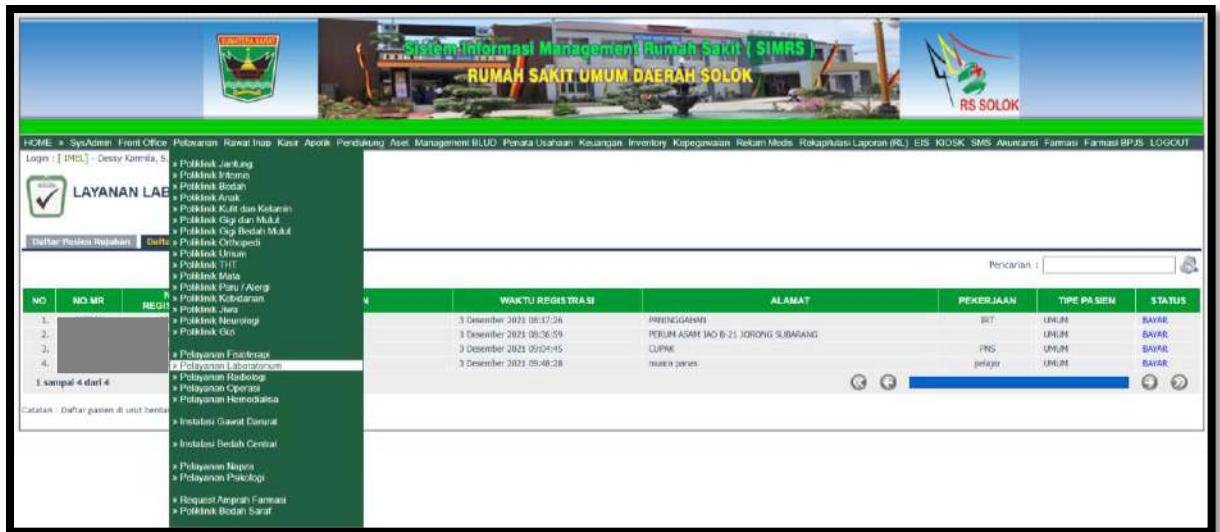 SUMATERA BARAT
Sistem Informasi Management Rumah Sakit ( SIMRS )
RUMAH SAKIT UMUM DAERAH SOLOK
RS SOLOK
HOME » SysAdmin Front Office Pelayanan Rawat Inap Kasir Apotik Pendukung Aset Management BLUD Penata Usahaan Keuangan Inventory Kepegawaian Rekam Medis Rekapitulasi Laporan (RL) EIS KIOSK SMS Akuntansi Farmasi Farmasi BPJS LOGOUT
Login : [ IMEL] - Dessy Karmila, S.
LAYANAN LAB
Daftar Pasien Rujukan
» Poliklinik Jantung
» Poliklinik Internis
» Poliklinik Bedah
» Poliklinik Anak
» Poliklinik Kulit dan Kelamin
» Poliklinik Gigi dan Mulut
» Poliklinik Gigi Bedah Mulut
» Poliklinik Orthopedi
» Poliklinik Umum
» Poliklinik THT
» Poliklinik Mata
» Poliklinik Paru / Alergi
» Poliklinik Kebidanan
» Poliklinik Jiwa
» Poliklinik Neurologi
» Poliklinik Gizi
» Pelayanan Fisioterapi
» Pelayanan Laboratorium
» Pelayanan Radiologi
» Pelayanan Operasi
» Pelayanan Hemodialisa
» Instalasi Gawat Darurat
» Instalasi Bedah Central
» Pelayanan Napza
» Pelayanan Psikologi
» Request Amprah Farmasi
» Poliklinik Bedah Saraf
Pencarian :
NO NO.MR WAKTU REGISTRASI ALAMAT PEKERJAAN TIPE PASIEN STATUS
1. 3 Desember 2021 08:17:26 PANINGGAHAN IRT UMUM BAYAR
2. 3 Desember 2021 08:36:59 PERUM ASAM JAO B-21 JORONG SUBARANG UMUM BAYAR
3. 3 Desember 2021 09:04:45 CUPAK PNS UMUM BAYAR
4. 3 Desember 2021 09:48:28 muara panas pelajar UMUM BAYAR
1 sampai 4 dari 4
Catatan : Daftar pasien di urut berdas